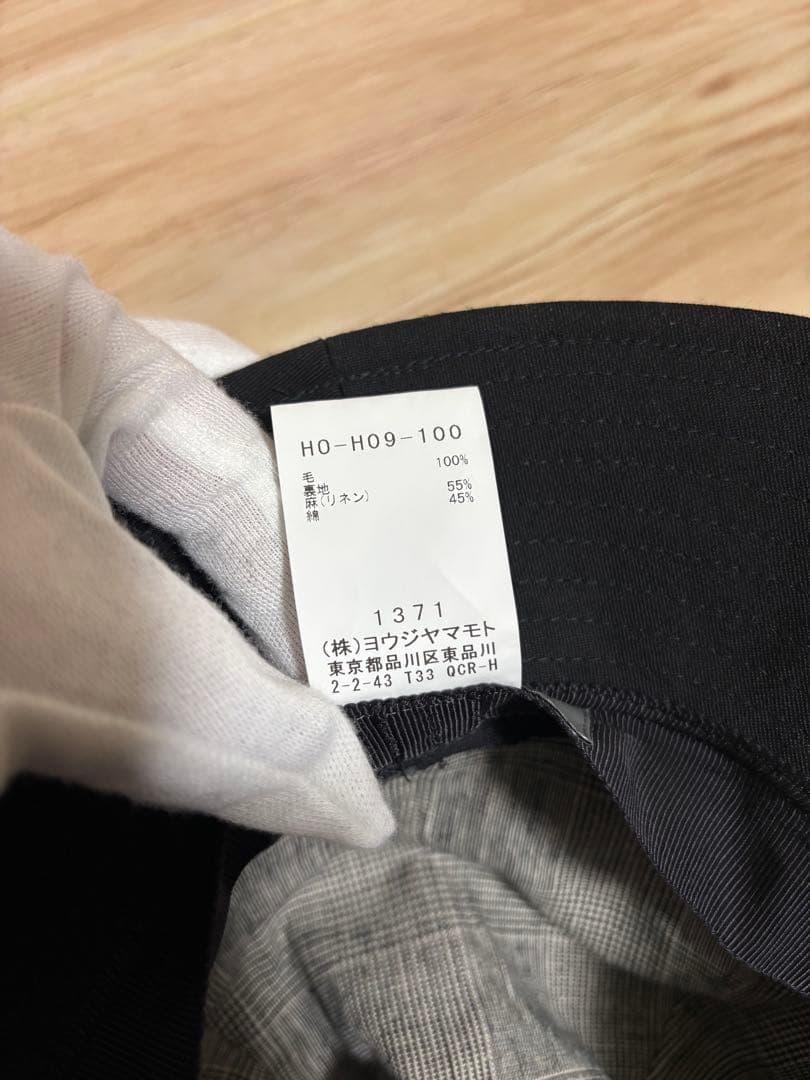 HO-H09-100
毛 100%
裏地
麻(リネン) 55%
綿 45%
1371
(株)ヨウジヤマモト
東京都品川区東品川
2-2-43 T33 QCR-H